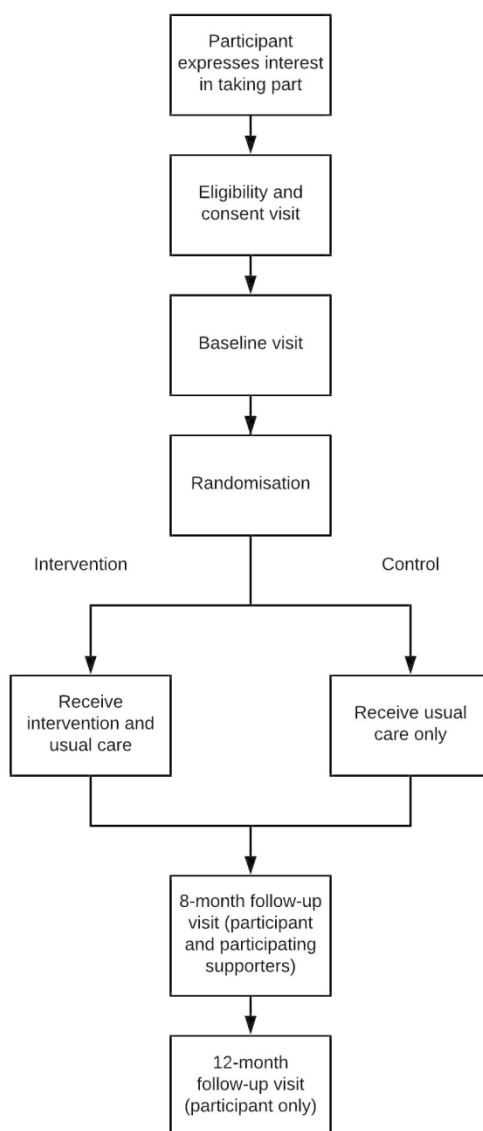 Participant
expresses interest
in taking part
Eligibility and
consent visit
Baseline visit
Randomisation
Intervention
Control
Receive
intervention and
usual care
Receive usual
care only
8-month follow-up
visit (participant
and participating
supporters)
12-month
follow-up visit
(participant only)